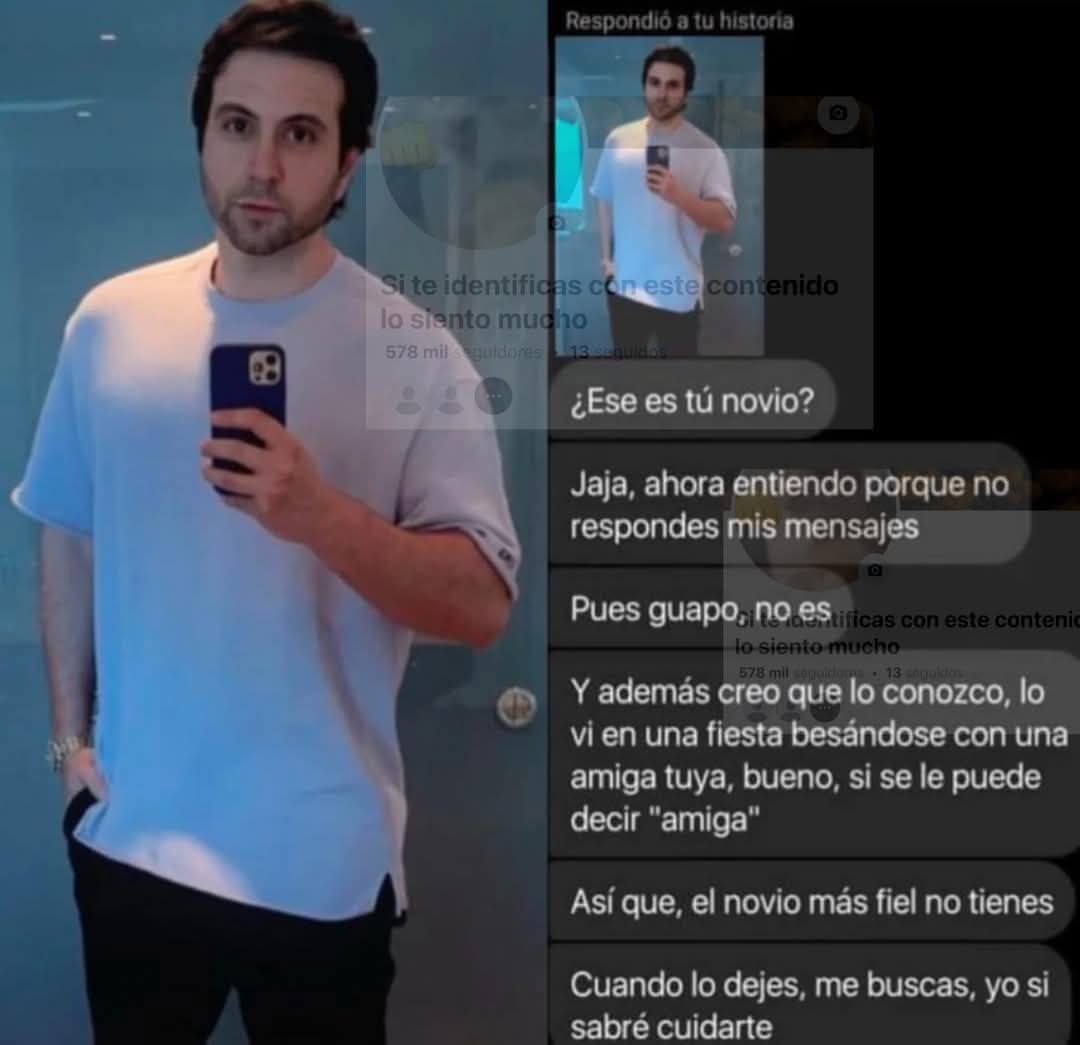 Respondió a tu historia
Si te identificas con este contenido
lo siento mucho
578 mil seguidores • 13 seguidos
¿Ese es tú novio?
Jaja, ahora entiendo porque no
respondes mis mensajes
Pues guapo, no es
Si te identificas con este contenid
lo siento mucho
578 mil seguidores • 13 seguidos
Y además creo que lo conozco, lo
vi en una fiesta besándose con una
amiga tuya, bueno, si se le puede
decir "amiga"
Así que, el novio más fiel no tienes
Cuando lo dejes, me buscas, yo si
sabré cuidarte